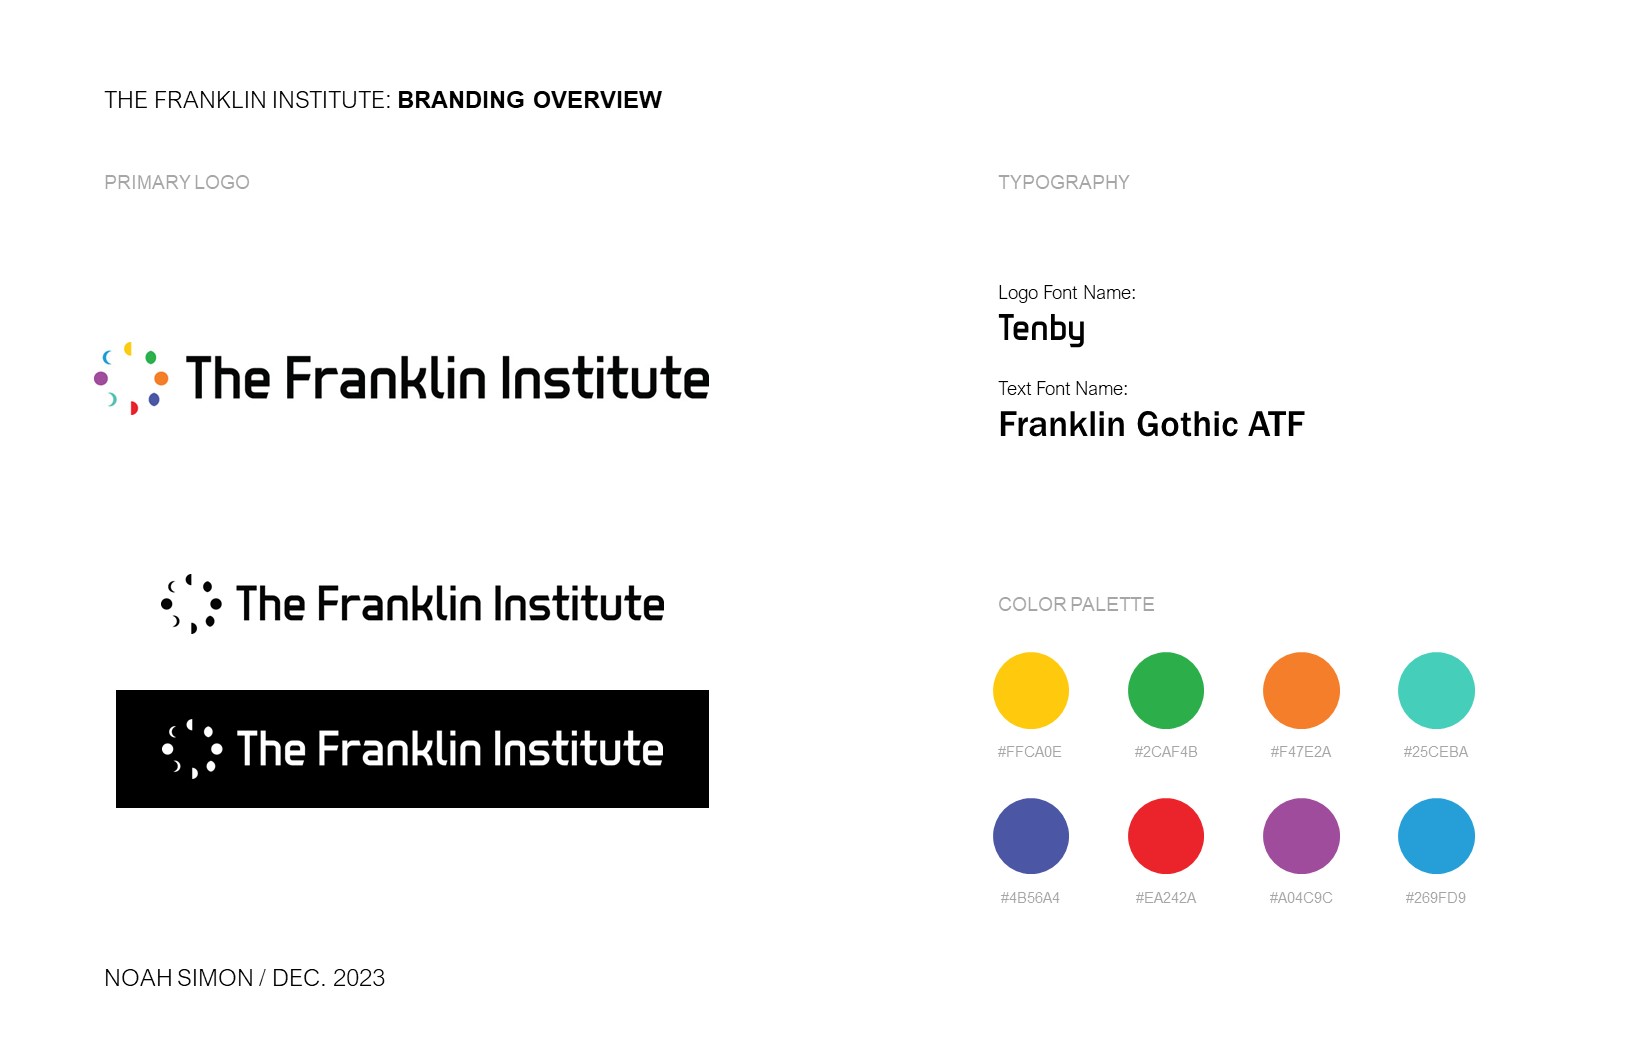 THE FRANKLIN INSTITUTE: BRANDING OVERVIEW
PRIMARY LOGO
The Franklin Institute
The Franklin Institute
The Franklin Institute
TYPOGRAPHY
Logo Font Name:
Tenby
Text Font Name:
Franklin Gothic ATF
COLOR PALETTE
#FFCA0E #2CAF4B #F47E2A #25CEBA
#4B56A4 #EA242A #A04C9C #269FD9
NOAH SIMON / DEC. 2023